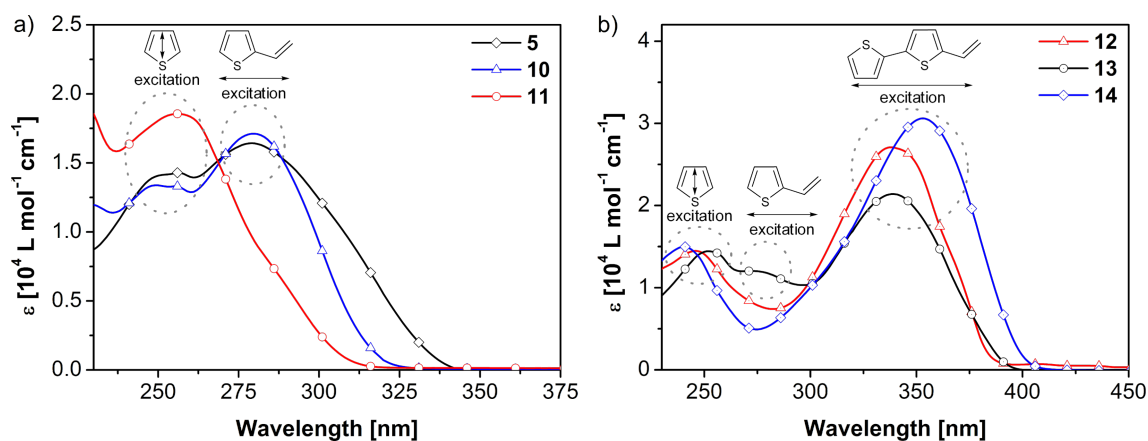 a)
2.5
2.0
1.5
1.0
0.5
0.0
ε [10⁴ L mol⁻¹ cm⁻¹]
S
excitation
S
excitation
5
10
11
250
275
300
325
350
375
Wavelength [nm]
b)
4
3
2
1
0
ε [10⁴ L mol⁻¹ cm⁻¹]
S
excitation
S
excitation
S
S
excitation
12
13
14
250
300
350
400
450
Wavelength [nm]